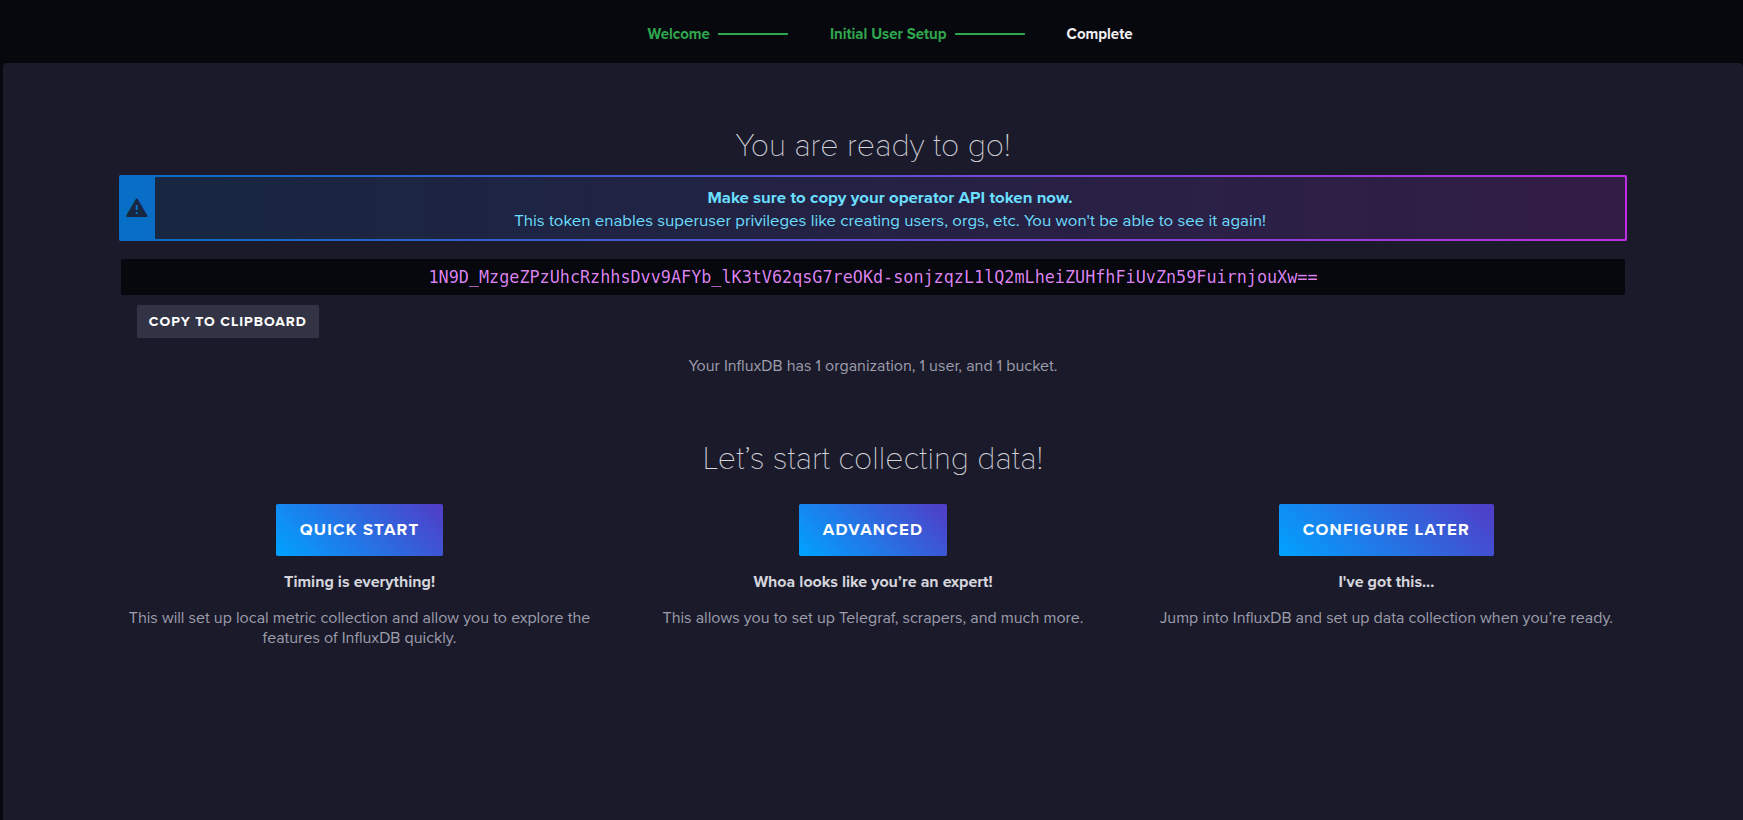 Welcome
Initial User Setup
Complete
You are ready to go!
Make sure to copy your operator API token now.
This token enables superuser privileges like creating users, orgs, etc. You won't be able to see it again!
1N9D_MzgeZPzUhcRzhhsDvv9AFYb_lK3tV62qsG7reOKd-sonjzqzL1lQ2mLheiZUHfhFiUvZn59FuirnjouXw==
COPY TO CLIPBOARD
Your InfluxDB has 1 organization, 1 user, and 1 bucket.
Let’s start collecting data!
QUICK START
Timing is everything!
This will set up local metric collection and allow you to explore the
features of InfluxDB quickly.
ADVANCED
Whoa looks like you’re an expert!
This allows you to set up Telegraf, scrapers, and much more.
CONFIGURE LATER
I've got this...
Jump into InfluxDB and set up data collection when you’re ready.